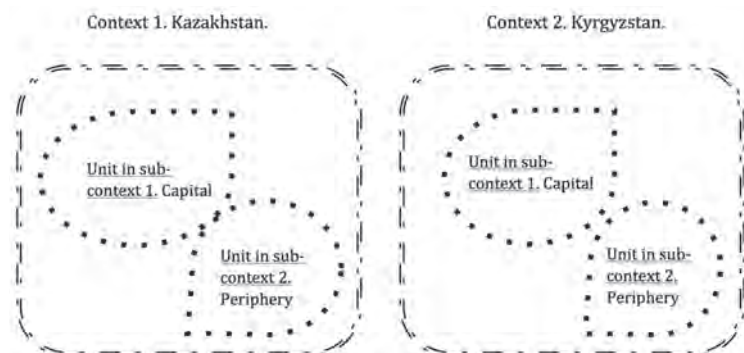 Context 1. Kazakhstan.
Context 2. Kyrgyzstan.
Unit in sub-
context 1. Capital
Unit in sub-
context 2.
Periphery
Unit in sub-
context 1. Capital
Unit in sub-
context 2.
Periphery